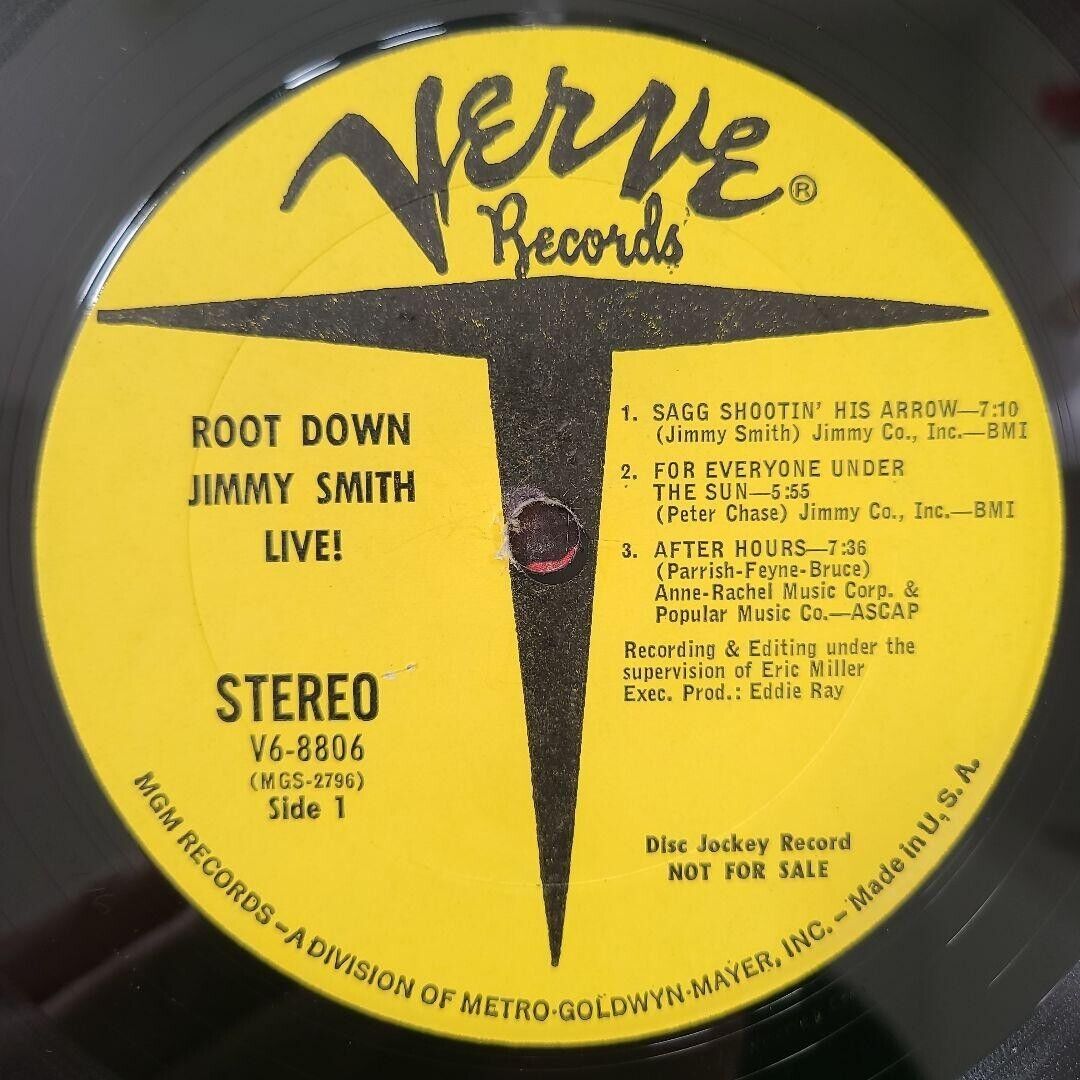 Verve®
Records
ROOT DOWN
JIMMY SMITH
LIVE!
STEREO
V6-8806
(MGS-2796)
Side 1
1. SAGG SHOOTIN' HIS ARROW—7:10
(Jimmy Smith) Jimmy Co., Inc.—BMI
2. FOR EVERYONE UNDER
THE SUN—5:55
(Peter Chase) Jimmy Co., Inc.—BMI
3. AFTER HOURS—7:36
(Parrish-Feyne-Bruce)
Anne-Rachel Music Corp. &
Popular Music Co.—ASCAP
Recording & Editing under the
supervision of Eric Miller
Exec. Prod.: Eddie Ray
Disc Jockey Record
NOT FOR SALE
MGM RECORDS – A DIVISION OF METRO-GOLDWYN-MAYER, INC. – Made in U. S. A.